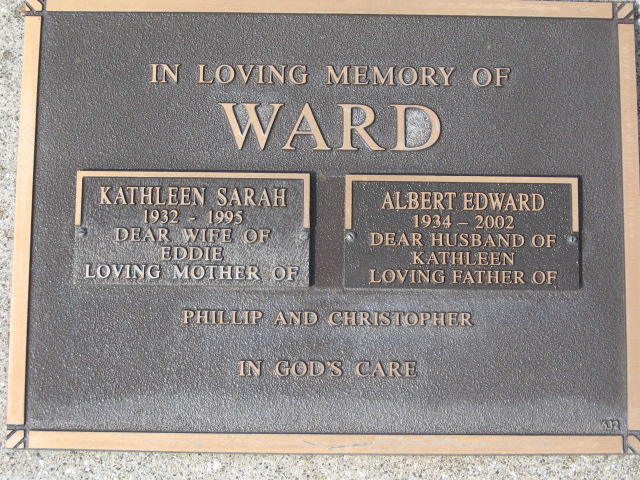 IN LOVING MEMORY OF
WARD
KATHLEEN SARAH
1932 - 1995
DEAR WIFE OF
EDDIE
LOVING MOTHER OF
ALBERT EDWARD
1934 – 2002
DEAR HUSBAND OF
KATHLEEN
LOVING FATHER OF
PHILLIP AND CHRISTOPHER
IN GOD'S CARE